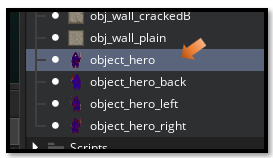 obj_wall_crackedB
obj_wall_plain
object_hero
object_hero_back
object_hero_left
object_hero_right
Scripts